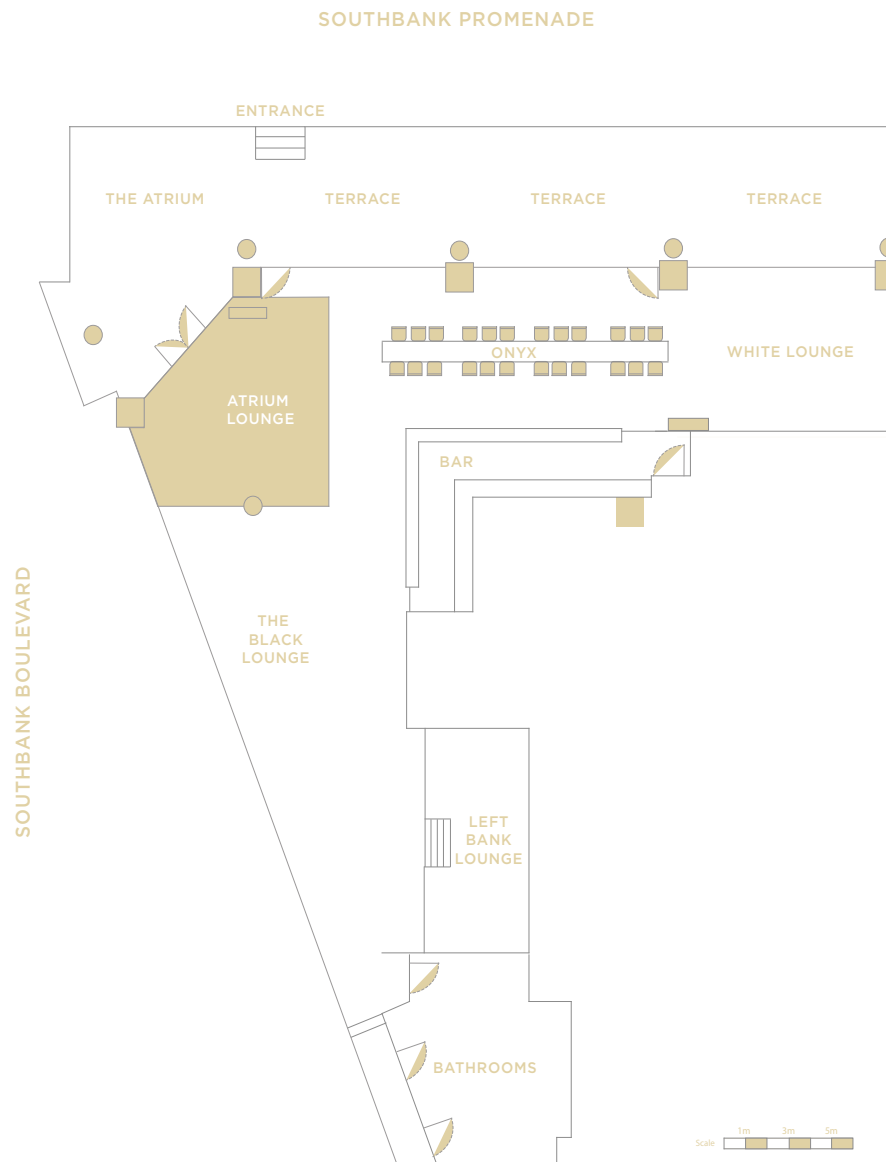 SOUTHBANK PROMENADE
ENTRANCE
THE ATRIUM
TERRACE
TERRACE
TERRACE
ONYX
WHITE LOUNGE
ATRIUM
LOUNGE
BAR
SOUTHBANK BOULEVARD
THE
BLACK
LOUNGE
LEFT
BANK
LOUNGE
BATHROOMS
Scale
1m
3m
5m